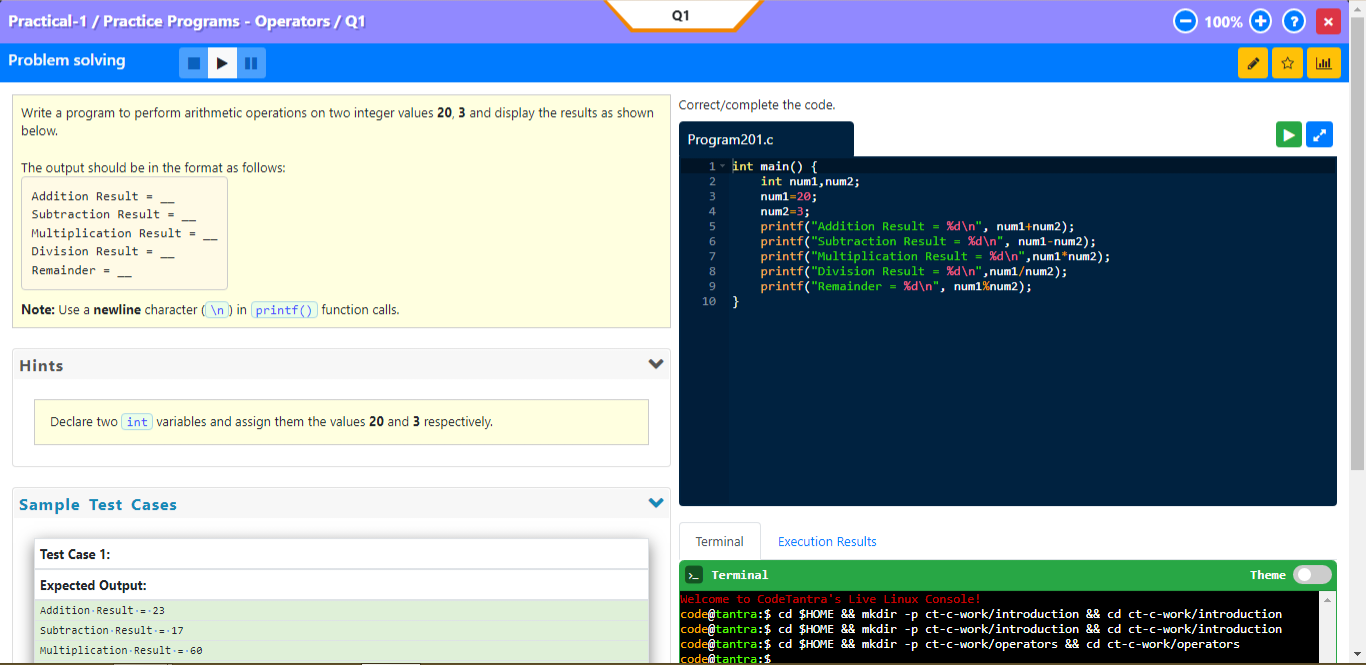 Practical-1 / Practice Programs - Operators / Q1
Q1
100%
?
Problem solving
Write a program to perform arithmetic operations on two integer values 20, 3 and display the results as shown
below.
The output should be in the format as follows:
Addition Result = __
Subtraction Result = __
Multiplication Result = __
Division Result = __
Remainder = __
Note: Use a newline character (\n) in printf() function calls.
Hints
Declare two int variables and assign them the values 20 and 3 respectively.
Sample Test Cases
Test Case 1:
Expected Output:
Addition·Result·=·23
Subtraction·Result·=·17
Multiplication·Result·=·60
Correct/complete the code.
Program201.c
1 int main() {
2 int num1,num2;
3 num1=20;
4 num2=3;
5 printf("Addition Result = %d\n", num1+num2);
6 printf("Subtraction Result = %d\n", num1-num2);
7 printf("Multiplication Result = %d\n",num1*num2);
8 printf("Division Result = %d\n",num1/num2);
9 printf("Remainder = %d\n", num1%num2);
10 }
Terminal
Execution Results
>_ Terminal
Theme
Welcome to CodeTantra's Live Linux Console!
code@tantra:$ cd $HOME && mkdir -p ct-c-work/introduction && cd ct-c-work/introduction
code@tantra:$ cd $HOME && mkdir -p ct-c-work/introduction && cd ct-c-work/introduction
code@tantra:$ cd $HOME && mkdir -p ct-c-work/operators && cd ct-c-work/operators
code@tantra:$